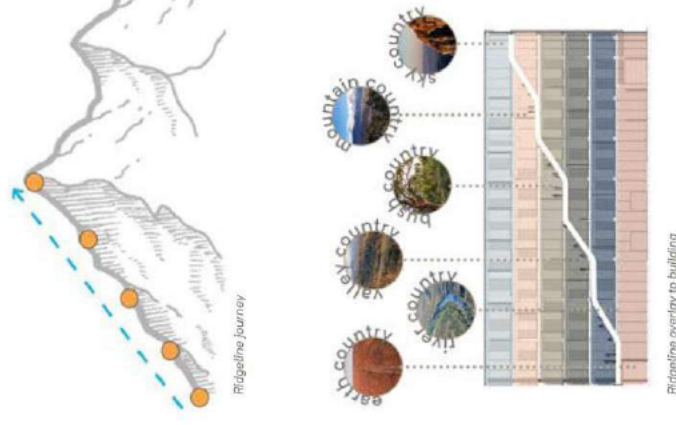 Ridgeline journey
sky country
mountain country
bush country
valley country
river country
earth country
Ridgeline overlay to building